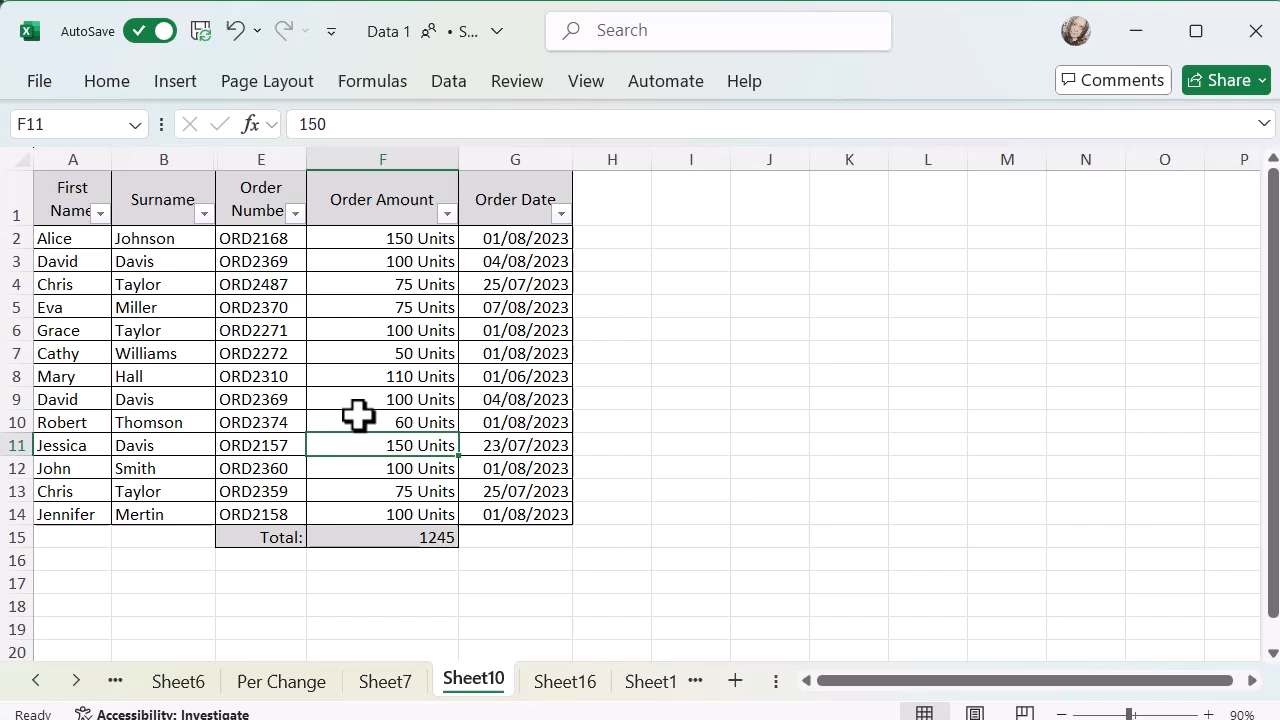 AutoSave Data 1 • S... Search
File Home Insert Page Layout Formulas Data Review View Automate Help Comments Share
F11 fx 150
A B E F G H I J K L M N O P
1 First Name Surname Order Numbe Order Amount Order Date
2 Alice Johnson ORD2168 150 Units 01/08/2023
3 David Davis ORD2369 100 Units 04/08/2023
4 Chris Taylor ORD2487 75 Units 25/07/2023
5 Eva Miller ORD2370 75 Units 07/08/2023
6 Grace Taylor ORD2271 100 Units 01/08/2023
7 Cathy Williams ORD2272 50 Units 01/08/2023
8 Mary Hall ORD2310 110 Units 01/06/2023
9 David Davis ORD2369 100 Units 04/08/2023
10 Robert Thomson ORD2374 60 Units 01/08/2023
11 Jessica Davis ORD2157 150 Units 23/07/2023
12 John Smith ORD2360 100 Units 01/08/2023
13 Chris Taylor ORD2359 75 Units 25/07/2023
14 Jennifer Mertin ORD2158 100 Units 01/08/2023
15 Total: 1245
16
17
18
19
20
••• Sheet6 Per Change Sheet7 Sheet10 Sheet16 Sheet1 •••
Ready Accessibility: Investigate 90%